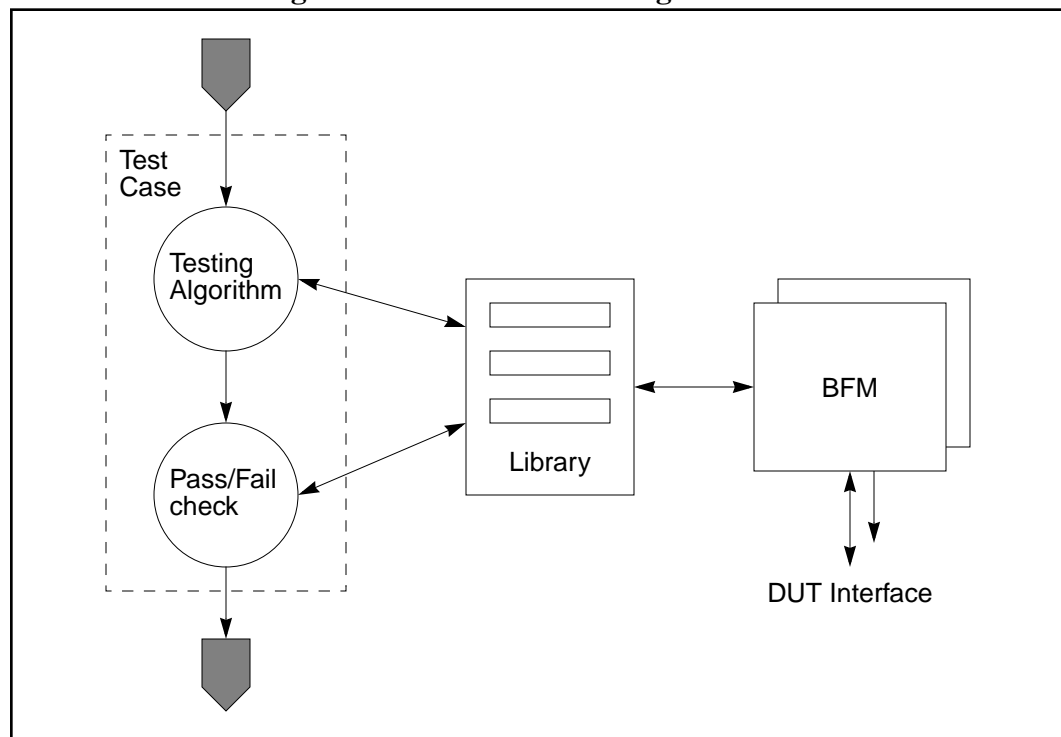 Test
Case
Testing
Algorithm
Pass/Fail
check
Library
BFM
DUT Interface